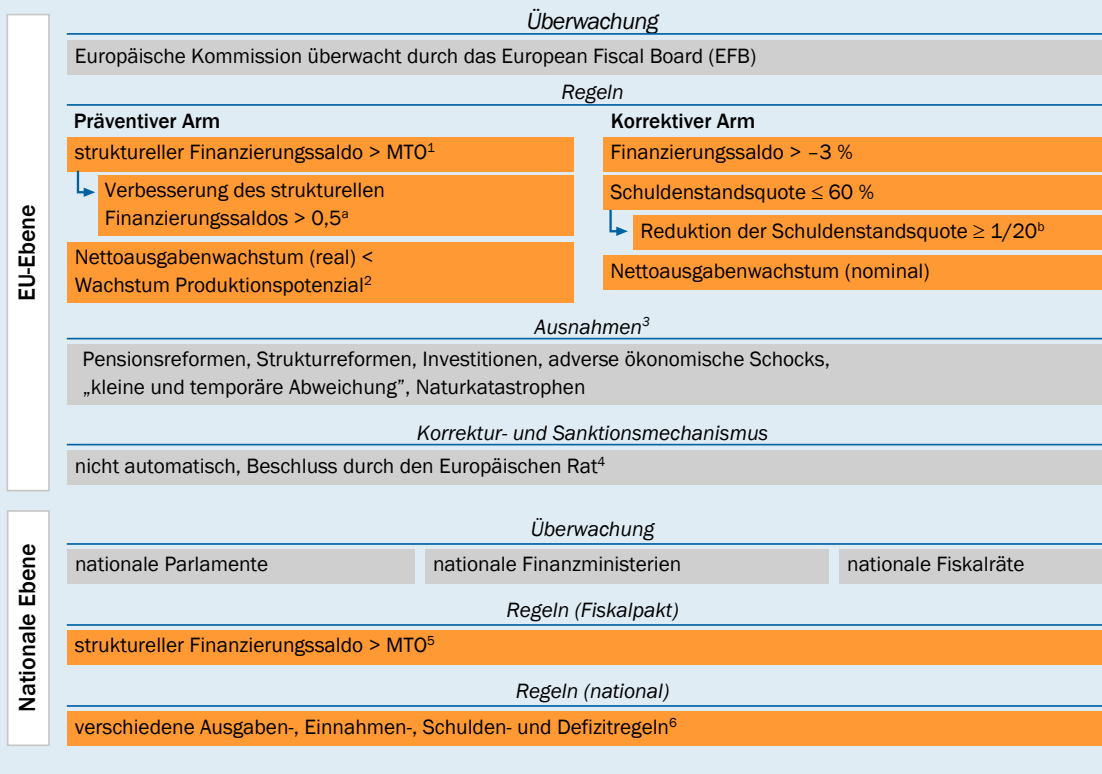 EU-Ebene
Überwachung
Europäische Kommission überwacht durch das European Fiscal Board (EFB)
Regeln
Präventiver Arm
struktureller Finanzierungssaldo > MTO¹
Verbesserung des strukturellen
Finanzierungssaldos > 0,5ᵃ
Nettoausgabenwachstum (real) <
Wachstum Produktionspotenzial²
Korrektiver Arm
Finanzierungssaldo > –3 %
Schuldenstandsquote ≤ 60 %
Reduktion der Schuldenstandsquote ≥ 1/20ᵇ
Nettoausgabenwachstum (nominal)
Ausnahmen³
Pensionsreformen, Strukturreformen, Investitionen, adverse ökonomische Schocks,
„kleine und temporäre Abweichung”, Naturkatastrophen
Korrektur- und Sanktionsmechanismus
nicht automatisch, Beschluss durch den Europäischen Rat⁴
Nationale Ebene
Überwachung
nationale Parlamente
nationale Finanzministerien
nationale Fiskalräte
Regeln (Fiskalpakt)
struktureller Finanzierungssaldo > MTO⁵
Regeln (national)
verschiedene Ausgaben-, Einnahmen-, Schulden- und Defizitregeln⁶